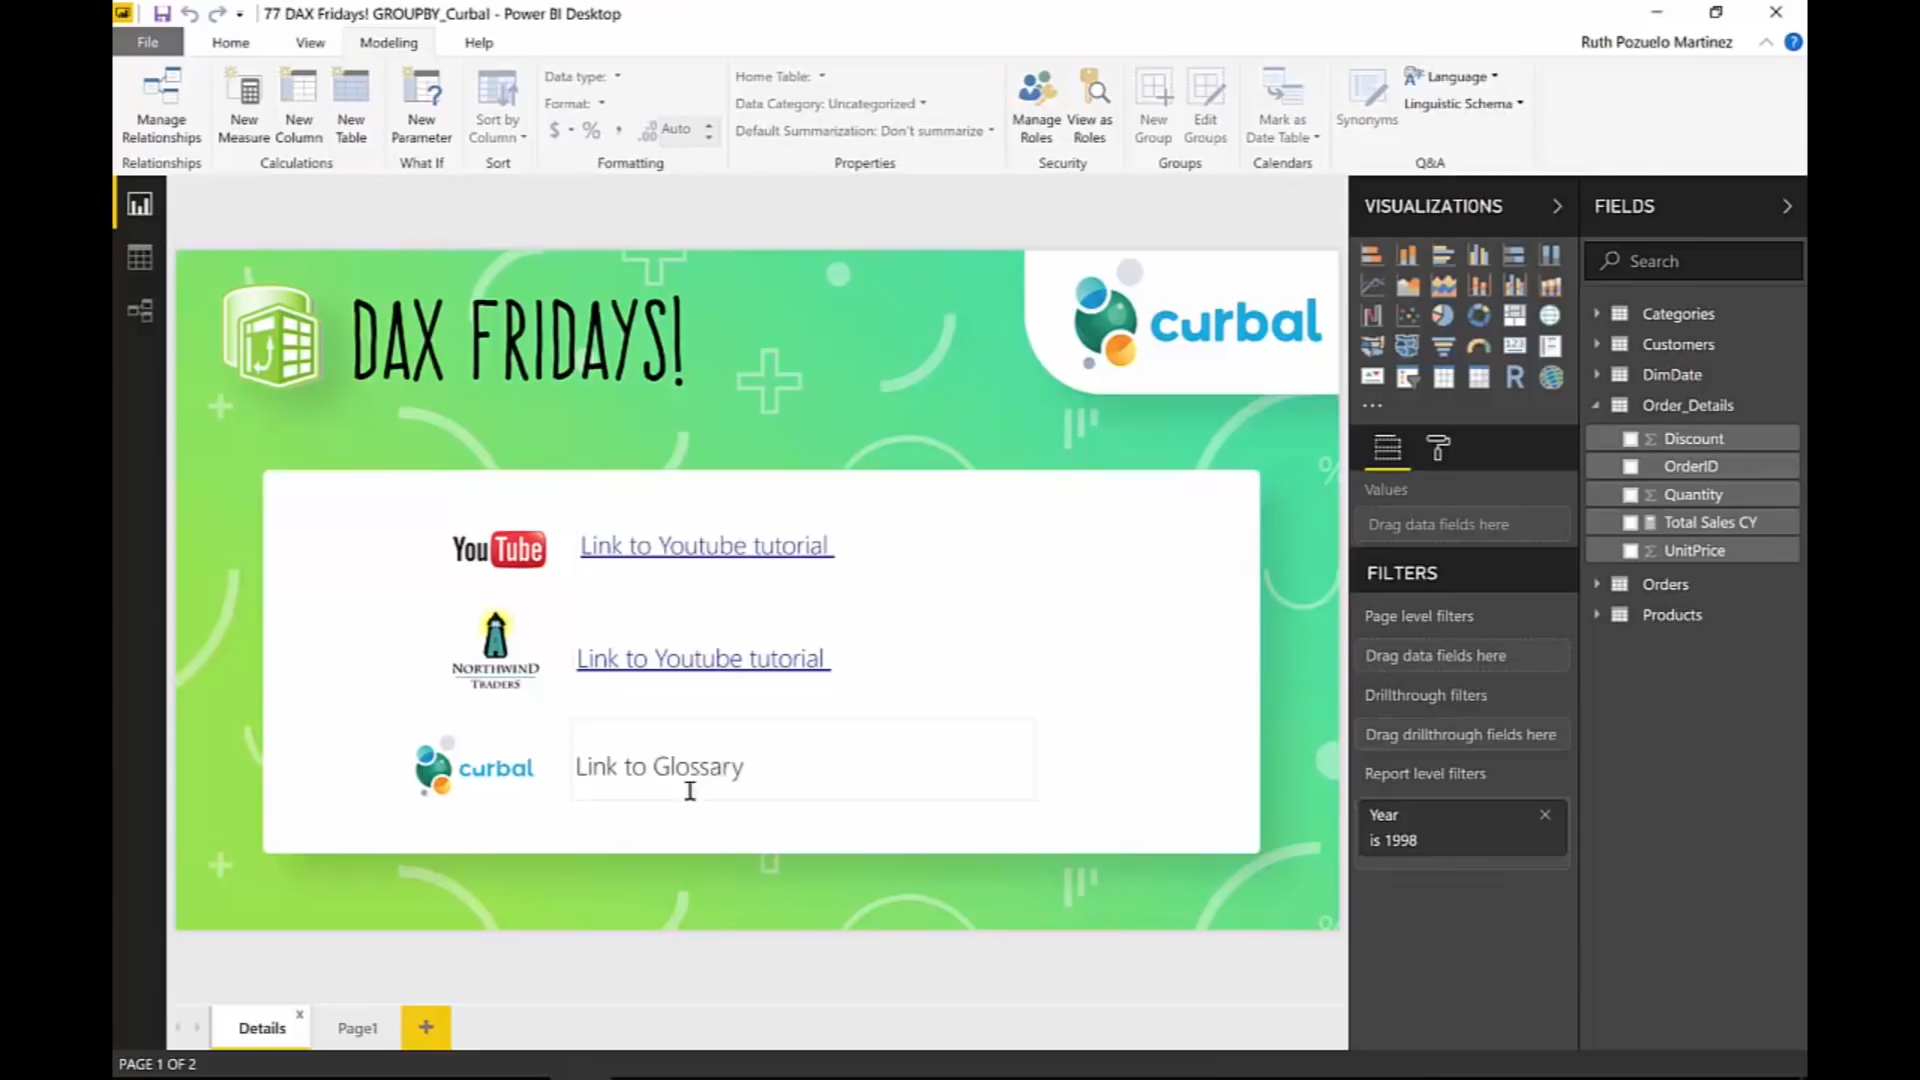 77 DAX Fridays! GROUPBY_Curbal - Power BI Desktop
File Home View Modeling Help
Ruth Pozuelo Martinez
Manage Relationships
Relationships
New Measure
New Column
New Table
Calculations
New Parameter
What If
Sort by Column
Sort
Data type:
Format:
$ % , .00 Auto
Formatting
Home Table:
Data Category: Uncategorized
Default Summarization: Don't summarize
Properties
Manage Roles
View as Roles
Security
New Group
Edit Groups
Groups
Mark as Date Table
Calendars
Synonyms
Language
Linguistic Schema
Q&A
DAX FRIDAYS!
curbal
YouTube
Link to Youtube tutorial
NORTHWIND
TRADERS
Link to Youtube tutorial
curbal
Link to Glossary
VISUALIZATIONS
R
Values
Drag data fields here
FILTERS
Page level filters
Drag data fields here
Drillthrough filters
Drag drillthrough fields here
Report level filters
Year
is 1998
FIELDS
Search
Categories
Customers
DimDate
Order_Details
Discount
OrderID
Quantity
Total Sales CY
UnitPrice
Orders
Products
Details
Page1
PAGE 1 OF 2